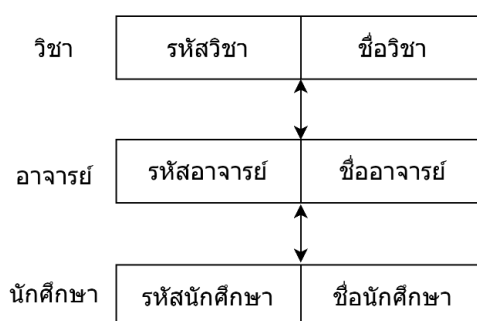 วิชา รหัสวิชา ชื่อวิชา
อาจารย์ รหัสอาจารย์ ชื่ออาจารย์
นักศึกษา รหัสนักศึกษา ชื่อนักศึกษา